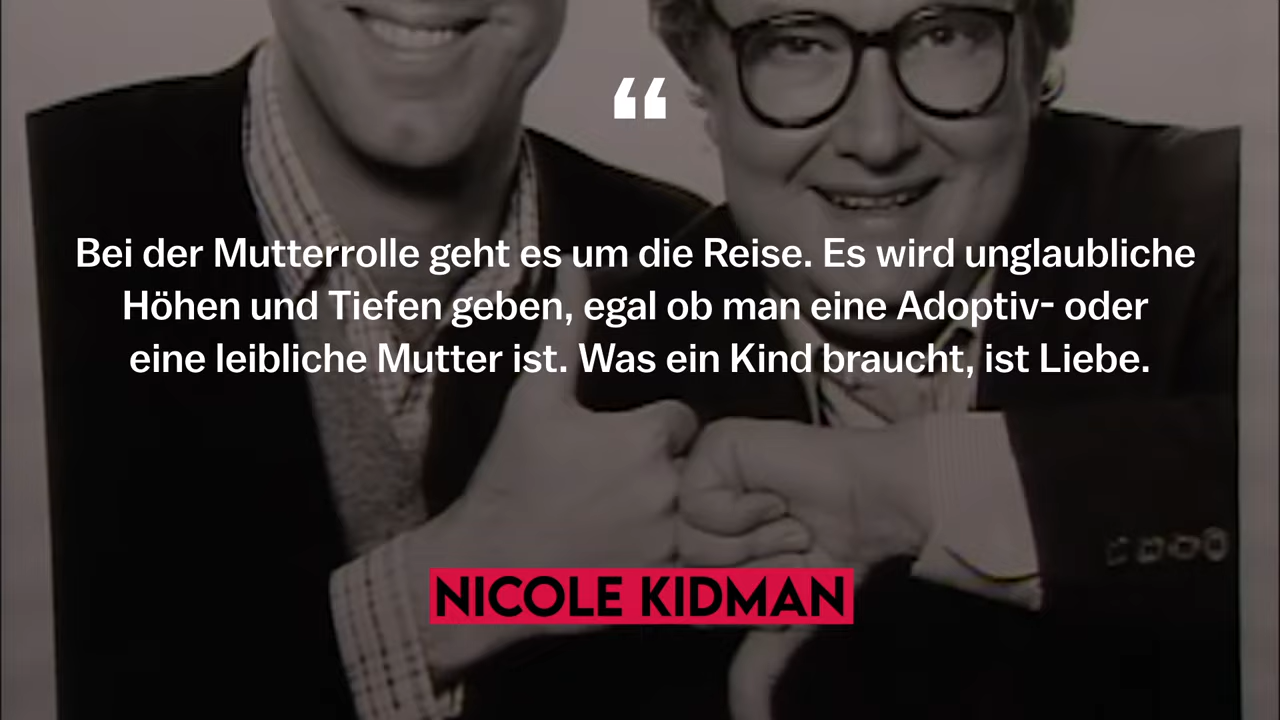 “
Bei der Mutterrolle geht es um die Reise. Es wird unglaubliche
Höhen und Tiefen geben, egal ob man eine Adoptiv- oder
eine leibliche Mutter ist. Was ein Kind braucht, ist Liebe.
NICOLE KIDMAN